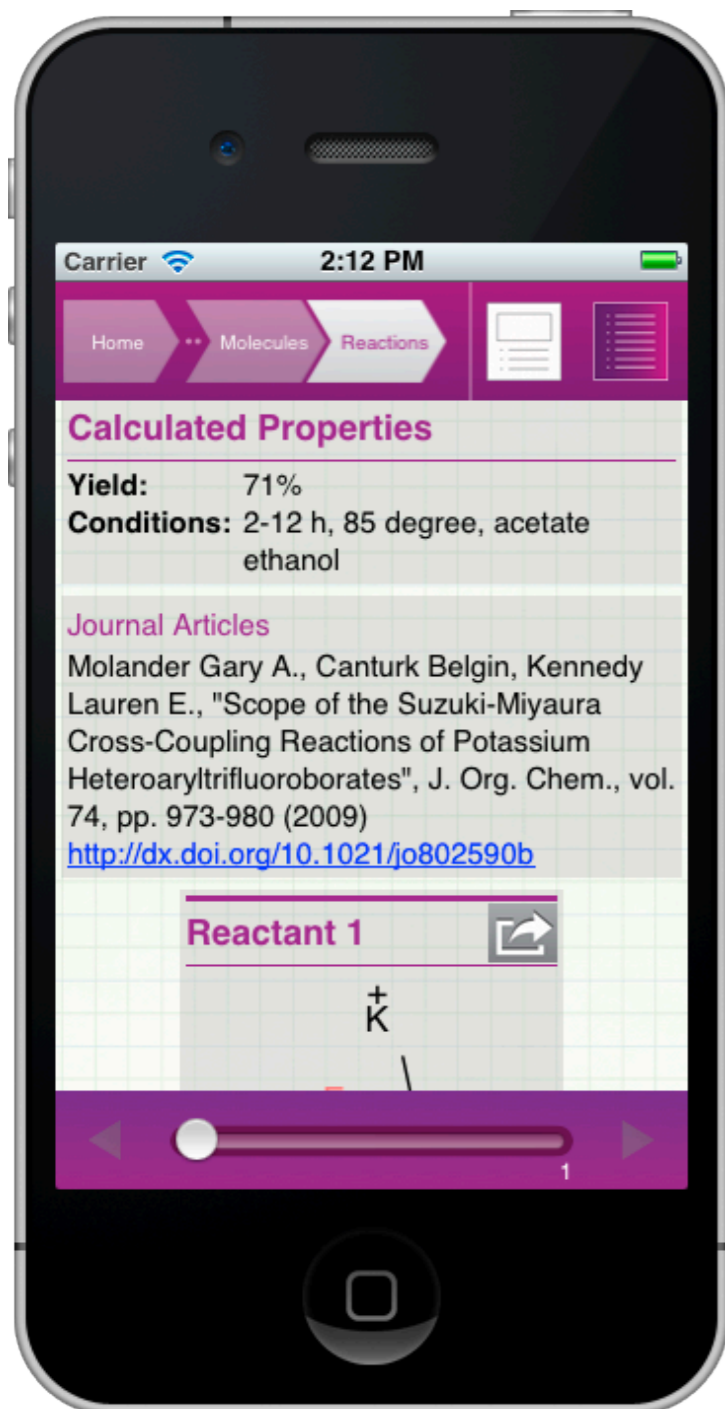 Carrier 2:12 PM
Home •• Molecules Reactions
Calculated Properties
Yield: 71%
Conditions: 2-12 h, 85 degree, acetate
ethanol
Journal Articles
Molander Gary A., Canturk Belgin, Kennedy
Lauren E., "Scope of the Suzuki-Miyaura
Cross-Coupling Reactions of Potassium
Heteroaryltrifluoroborates", J. Org. Chem., vol.
74, pp. 973-980 (2009)
http://dx.doi.org/10.1021/jo802590b
Reactant 1
+
K
1